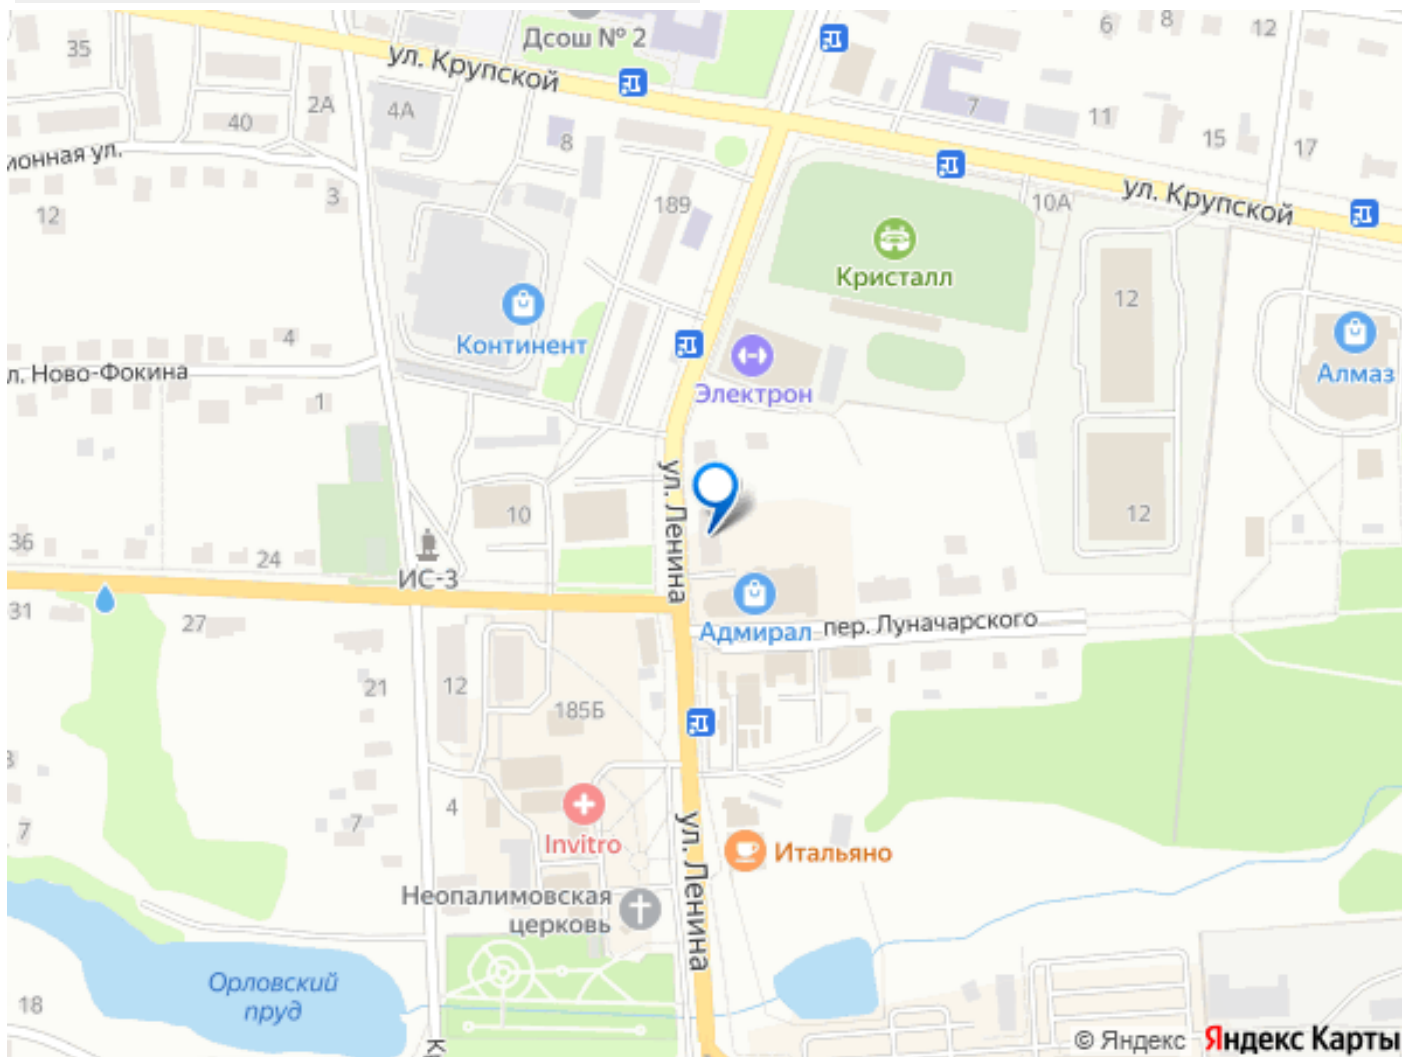 35
Дсош № 2
6
8
12
ул. Крупской
2А
4А
40
7
11
15
17
8
ионная ул.
12
3
189
10А
ул. Крупской
Кристалл
12
Континент
4
л. Ново-Фокина
1
Электрон
Алмаз
ул. Ленина
10
12
36
24
ИС-3
31
27
Адмирал
пер. Луначарского
21
12
185Б
4
7
7
Invitro
ул. Ленина
Итальяно
Неопалимовская
церковь
Орловский
пруд
18
© Яндекс
Яндекс Карты